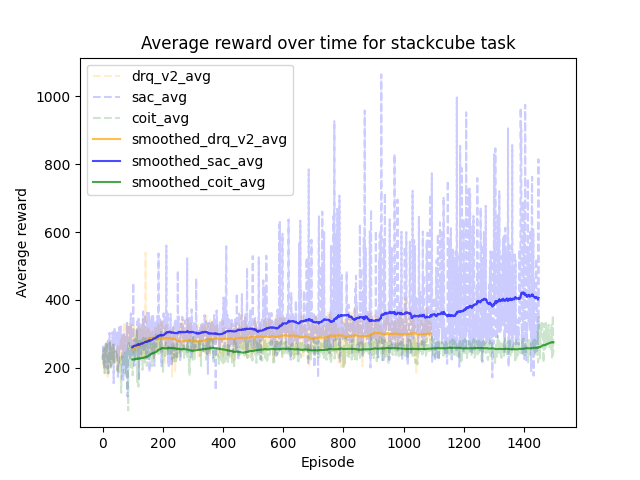 Average reward over time for stackcube task
drq_v2_avg
sac_avg
coit_avg
smoothed_drq_v2_avg
smoothed_sac_avg
smoothed_coit_avg
1000
800
600
400
200
Average reward
0 200 400 600 800 1000 1200 1400
Episode